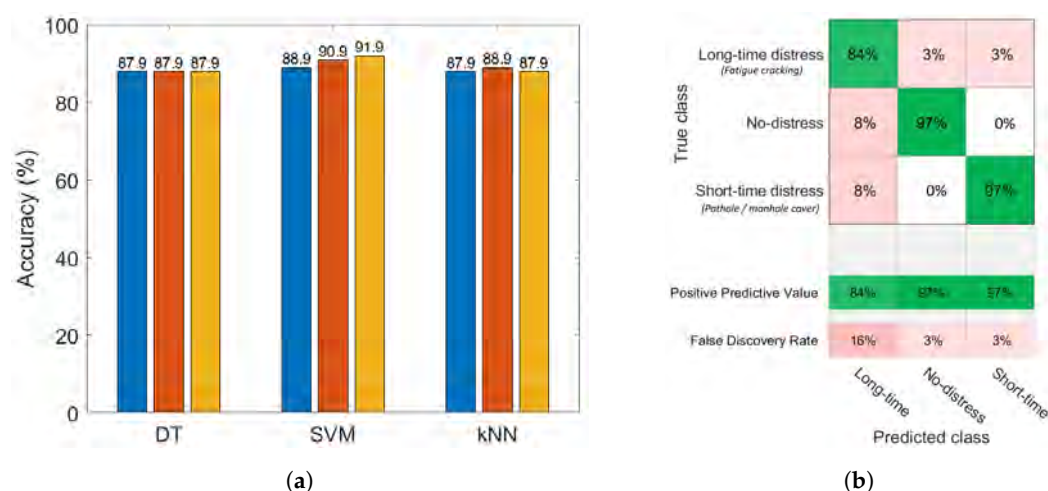 100
80
60
40
20
0
Accuracy (%)
87.9 87.9 87.9
88.9 90.9 91.9
87.9 88.9 87.9
DT SVM kNN
(a)
True class
Long-time distress
(Fatigue cracking)
84% 3% 3%
No-distress
8% 97% 0%
Short-time distress
(Pothole / manhole cover)
8% 0% 97%
Positive Predictive Value
84% 97% 97%
False Discovery Rate
16% 3% 3%
Long-time No-distress Short-time
Predicted class
(b)